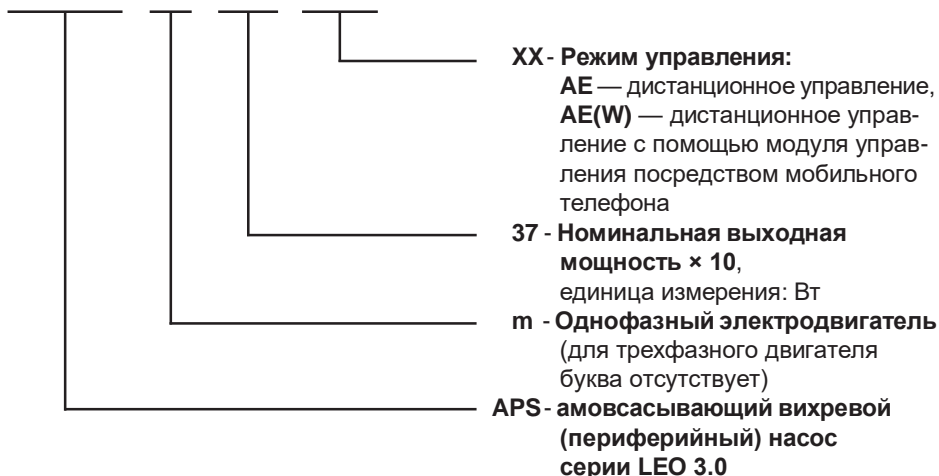 XX - Режим управления:
AE — дистанционное управление,
AE(W) — дистанционное управ-
ление с помощью модуля управ-
ления посредством мобильного
телефона
37 - Номинальная выходная
мощность × 10,
единица измерения: Вт
m - Однофазный электродвигатель
(для трехфазного двигателя
буква отсутствует)
APS - амовсасывающий вихревой
(периферийный) насос
серии LEO 3.0